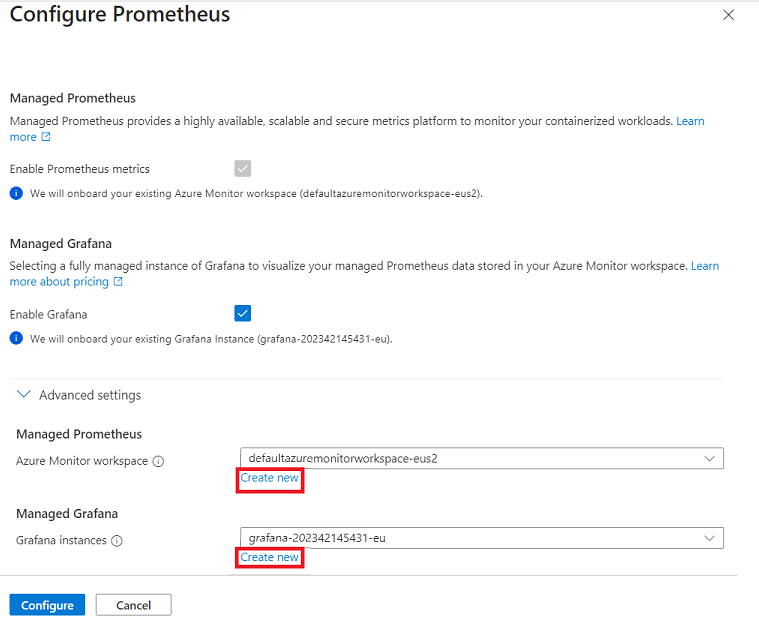 Configure Prometheus
Managed Prometheus
Managed Prometheus provides a highly available, scalable and secure metrics platform to monitor your containerized workloads. Learn
more
Enable Prometheus metrics
We will onboard your existing Azure Monitor workspace (defaultazuremonitorworkspace-eus2).
Managed Grafana
Selecting a fully managed instance of Grafana to visualize your managed Prometheus data stored in your Azure Monitor workspace. Learn
more about pricing
Enable Grafana
We will onboard your existing Grafana Instance (grafana-202342145431-eu).
Advanced settings
Managed Prometheus
Azure Monitor workspace
defaultazuremonitorworkspace-eus2
Create new
Managed Grafana
Grafana instances
grafana-202342145431-eu
Create new
Configure
Cancel